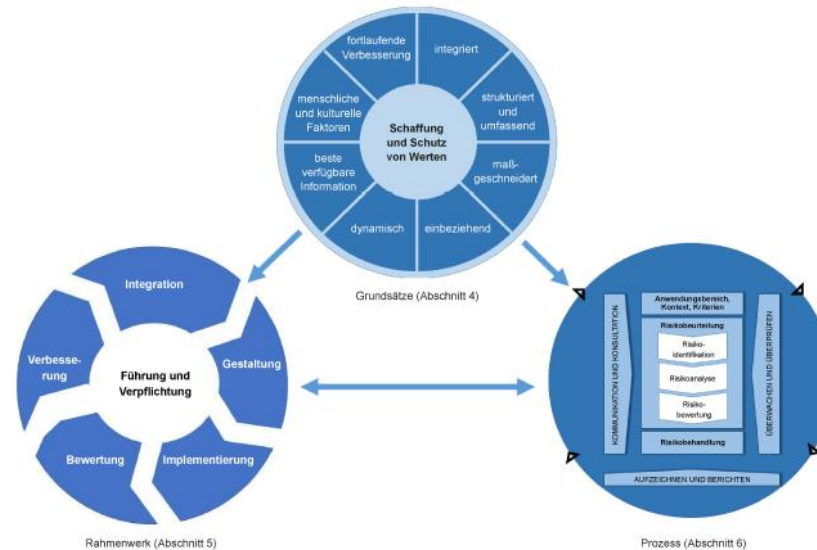 fortlaufende
Verbesserung
integriert
menschliche
und kulturelle
Faktoren
strukturiert
und
umfassend
Schaffung
und Schutz
von Werten
beste
verfügbare
Information
maß-
geschneidert
dynamisch
einbeziehend
Grundsätze (Abschnitt 4)
Integration
Verbesse-
rung
Gestaltung
Führung und
Verpflichtung
Bewertung
Implementierung
Rahmenwerk (Abschnitt 5)
KOMMUNIKATION UND KONSULTATION
Anwendungsbereich,
Kontext, Kriterien
Risikobeurteilung
Risiko-
identifikation
Risikoanalyse
Risiko-
bewertung
Risikobehandlung
ÜBERWACHEN UND ÜBERPRÜFEN
AUFZEICHNEN UND BERICHTEN
Prozess (Abschnitt 6)